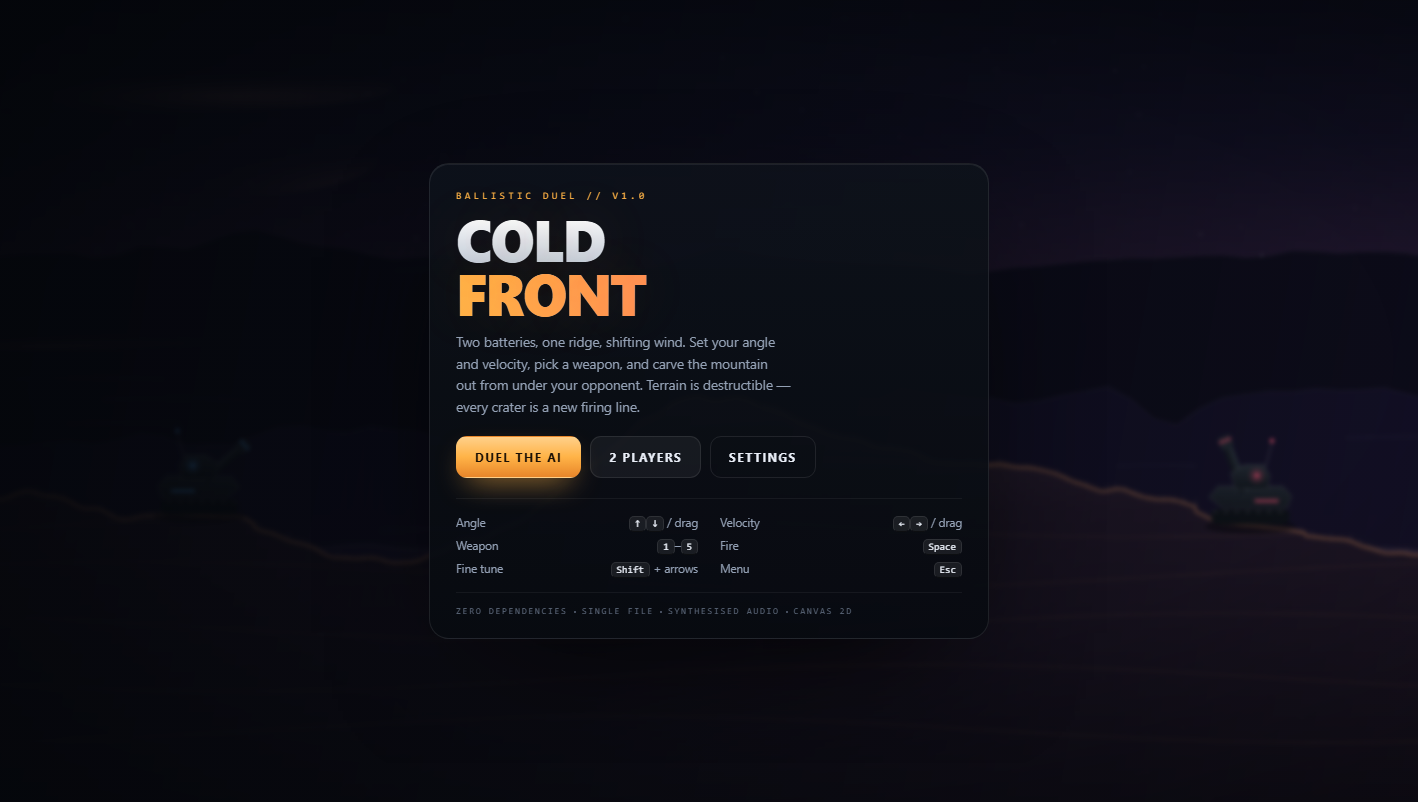 BALLISTIC DUEL // V1.0
COLD
FRONT
Two batteries, one ridge, shifting wind. Set your angle
and velocity, pick a weapon, and carve the mountain
out from under your opponent. Terrain is destructible —
every crater is a new firing line.
DUEL THE AI 2 PLAYERS SETTINGS
Angle ↑ ↓ / drag Velocity ← → / drag
Weapon 1–5 Fire Space
Fine tune Shift + arrows Menu Esc
ZERO DEPENDENCIES • SINGLE FILE • SYNTHESISED AUDIO • CANVAS 2D